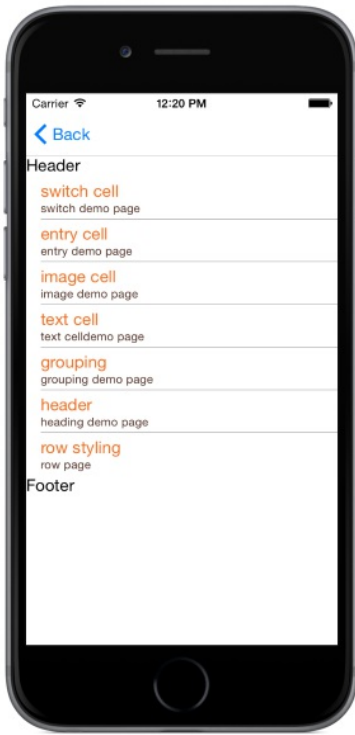 Carrier 12:20 PM
Back
Header
switch cell
switch demo page
entry cell
entry demo page
image cell
image demo page
text cell
text celldemo page
grouping
grouping demo page
header
heading demo page
row styling
row page
Footer